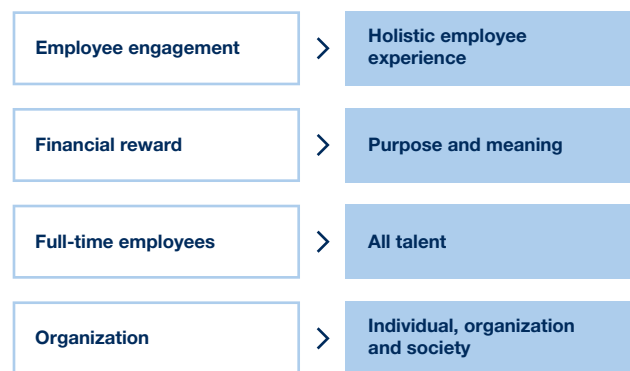 Employee engagement
Holistic employee
experience
Financial reward
Purpose and meaning
Full-time employees
All talent
Organization
Individual, organization
and society